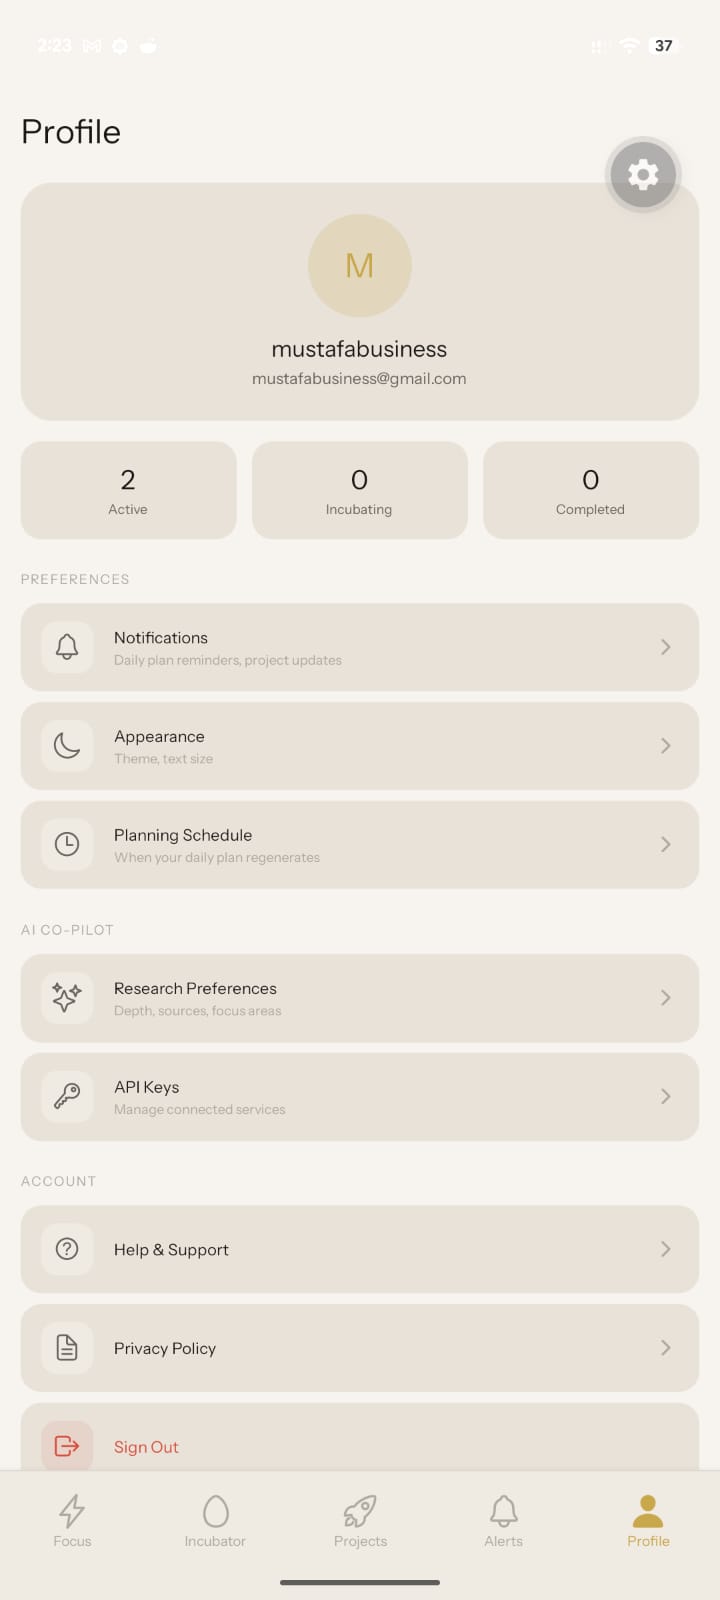 2:23
37
Profile
M
mustafabusiness
mustafabusiness@gmail.com
2
Active
0
Incubating
0
Completed
PREFERENCES
Notifications
Daily plan reminders, project updates
Appearance
Theme, text size
Planning Schedule
When your daily plan regenerates
AI CO-PILOT
Research Preferences
Depth, sources, focus areas
API Keys
Manage connected services
ACCOUNT
Help & Support
Privacy Policy
Sign Out
Focus
Incubator
Projects
Alerts
Profile